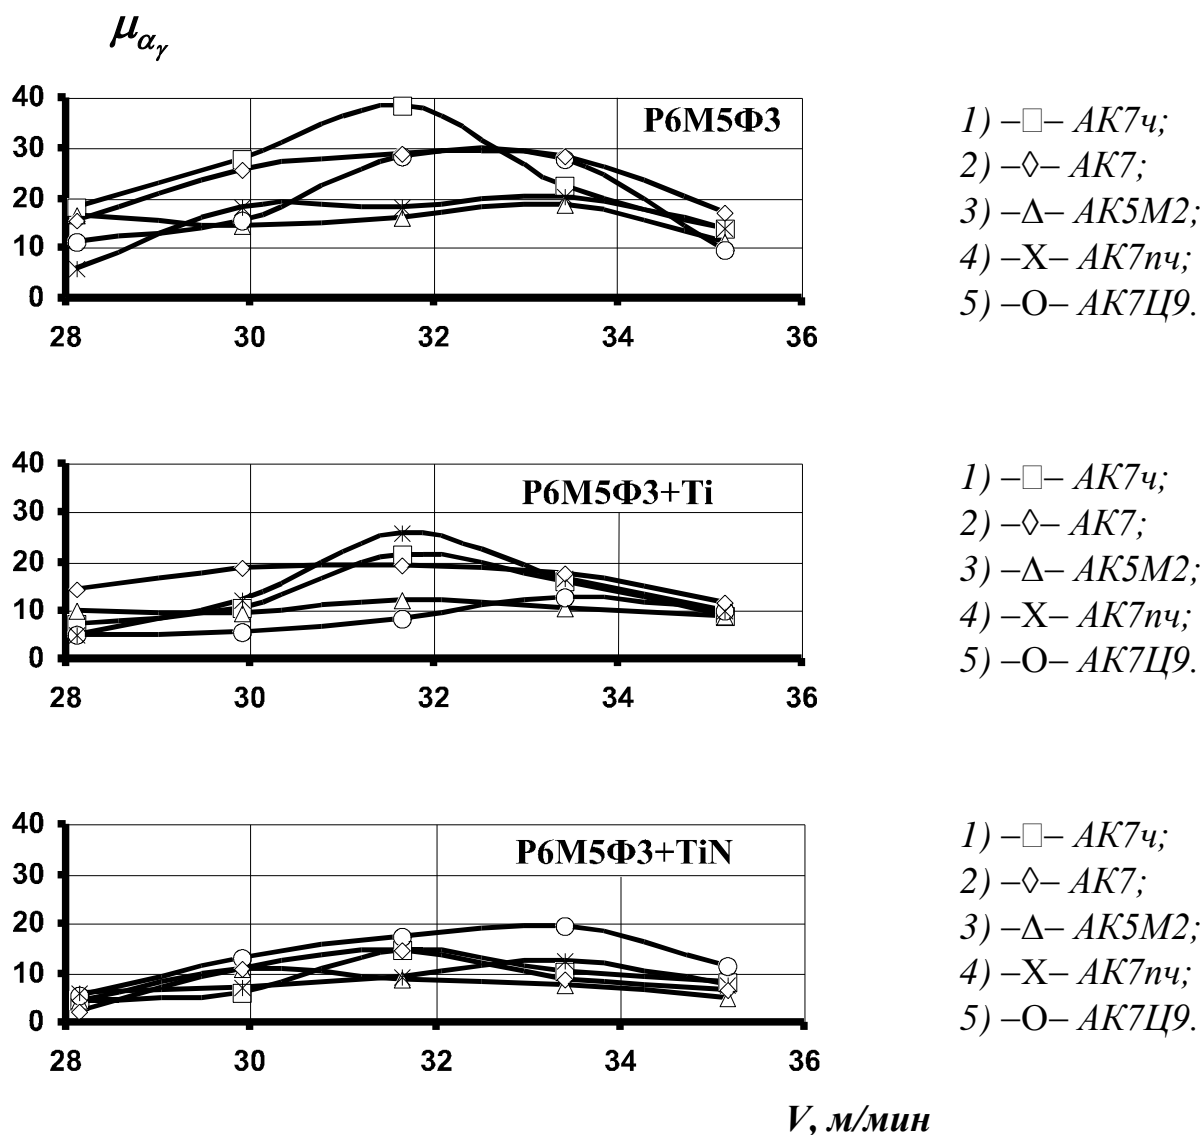 μαγ
40
30
20
10
0
28 30 32 34 36
Р6М5Ф3
1) –□– АК7ч;
2) –◊– АК7;
3) –Δ– АК5М2;
4) –Х– АК7пч;
5) –О– АК7Ц9.
40
30
20
10
0
28 30 32 34 36
Р6М5Ф3+Ti
1) –□– АК7ч;
2) –◊– АК7;
3) –Δ– АК5М2;
4) –Х– АК7пч;
5) –О– АК7Ц9.
40
30
20
10
0
28 30 32 34 36
Р6М5Ф3+TiN
1) –□– АК7ч;
2) –◊– АК7;
3) –Δ– АК5М2;
4) –Х– АК7пч;
5) –О– АК7Ц9.
V, м/мин